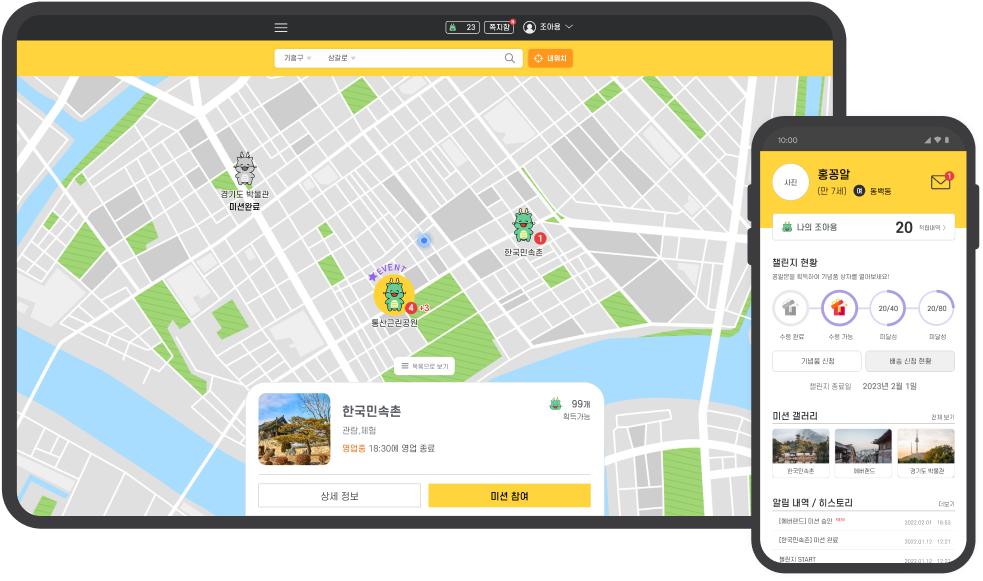 23 쪽지함 조아용
기흥구 상갈로 내위치
경기도 박물관
미션완료
1
한국민속촌
EVENT
4 +3
통산근린공원
목록으로 보기
한국민속촌
관람,체험
영업중 18:30에 영업 종료
99개
획득가능
상세 정보
미션 참여
10:00
사진
홍꽁알
(만 7세) 여 동백동
1
나의 조아용 20 적립내역
챌린지 현황
꽁알몬을 획득하여 기념품 상자를 열어보세요!
20/40 20/80
수령 완료 수령 가능 미달성 미달성
기념품 신청 배송 신청 현황
챌린지 종료일 2023년 2월 1일
미션 갤러리 전체 보기
한국민속촌 에버랜드 경기도 박물관
알림 내역 / 히스토리 더보기
[에버랜드] 미션 승인 NEW 2022.02.01 18:53
[한국민속촌] 미션 완료 2022.01.12 12:21
챌린지 START 2022.01.12 12:21